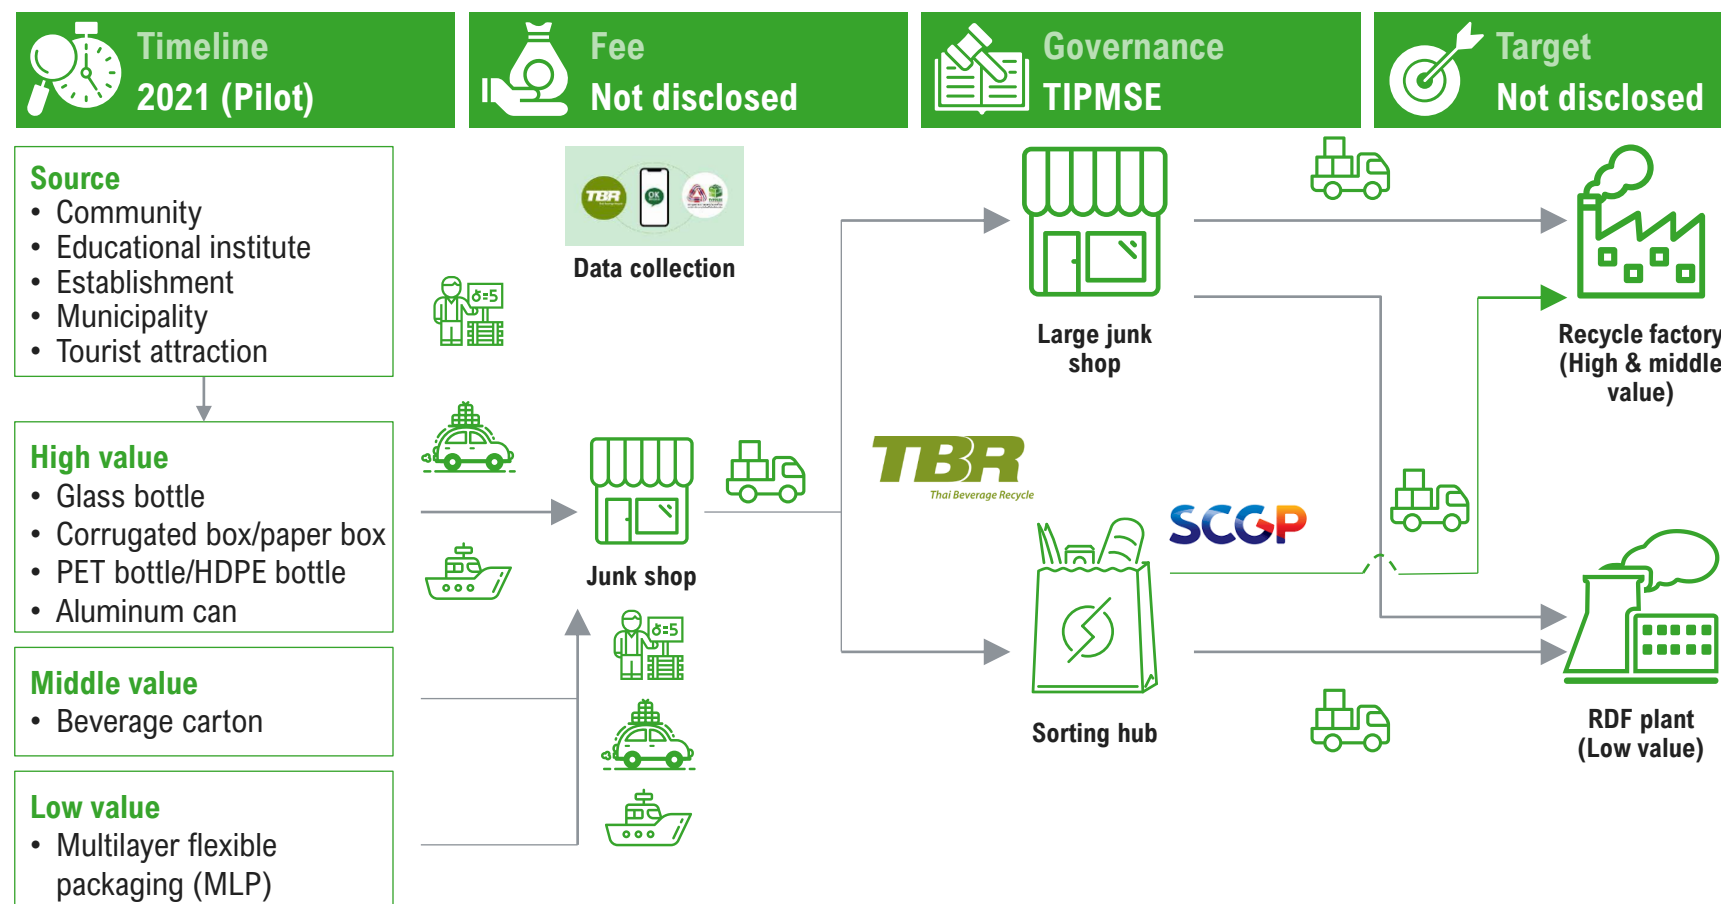 Timeline
2021 (Pilot)
Fee
Not disclosed
Governance
TIPMSE
Target
Not disclosed
Source
• Community
• Educational institute
• Establishment
• Municipality
• Tourist attraction
TBR
OK
Data collection
High value
• Glass bottle
• Corrugated box/paper box
• PET bottle/HDPE bottle
• Aluminum can
Middle value
• Beverage carton
Low value
• Multilayer flexible
packaging (MLP)
Junk shop
Large junk
shop
TBR
Thai Beverage Recycle
SCGP
Sorting hub
Recycle factory
(High & middle
value)
RDF plant
(Low value)